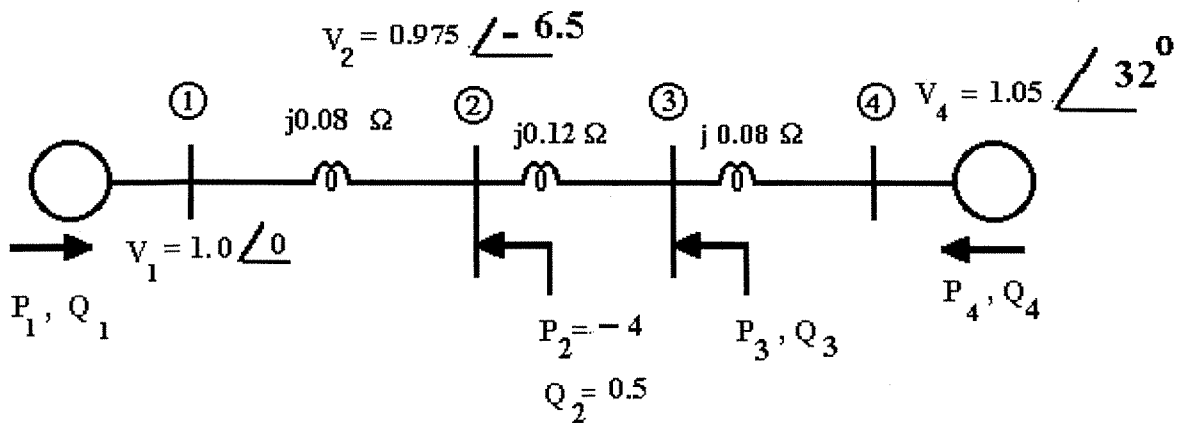 V2 = 0.975 ∠- 6.5
V4 = 1.05 ∠32⁰
①
②
③
④
j0.08 Ω
j0.12 Ω
j 0.08 Ω
V1 = 1.0 ∠0
P1 , Q1
P2 = - 4
Q2 = 0.5
P3 , Q3
P4 , Q4